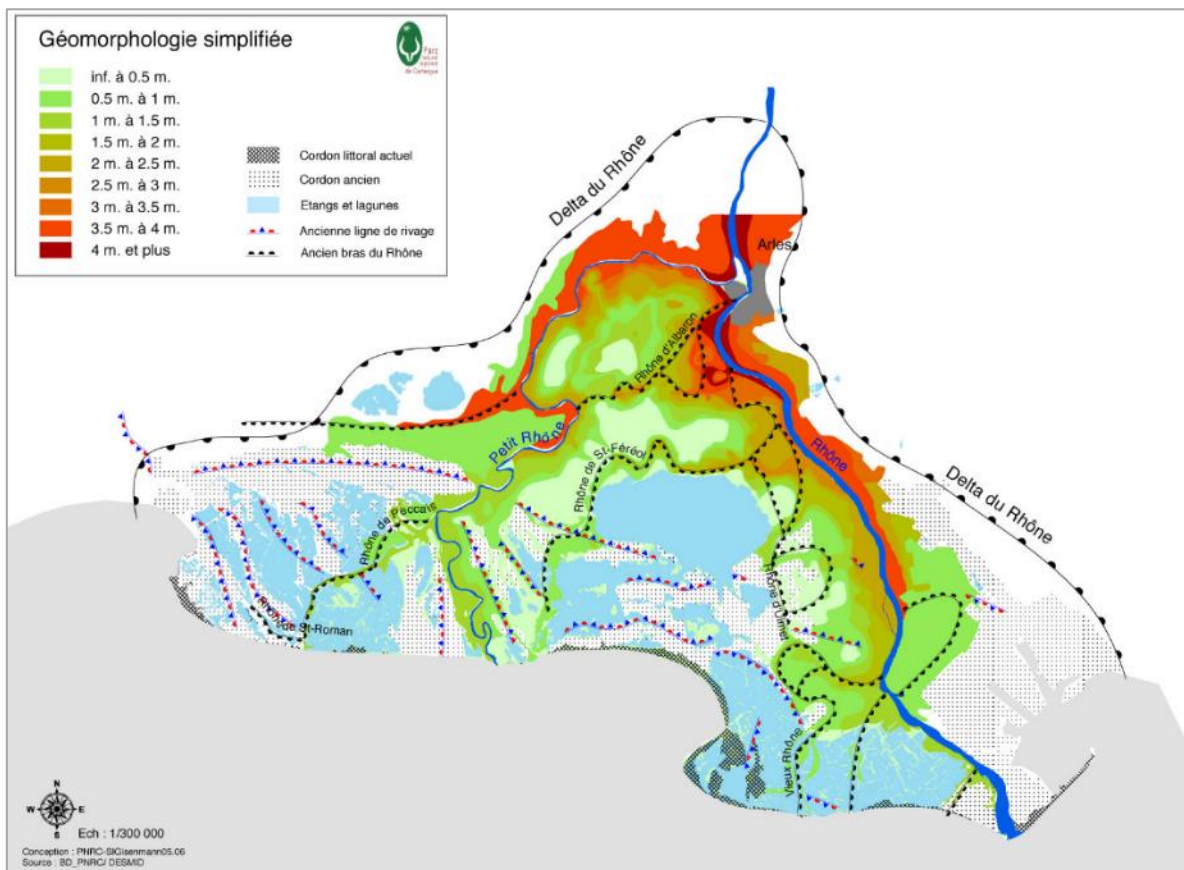 Géomorphologie simplifiée
Parc
de Camargue
inf. à 0.5 m.
0.5 m. à 1 m.
1 m. à 1.5 m.
1.5 m. à 2 m.
2 m. à 2.5 m.
2.5 m. à 3 m.
3 m. à 3.5 m.
3.5 m. à 4 m.
4 m. et plus
Cordon littoral actuel
Cordon ancien
Etangs et lagunes
Ancienne ligne de rivage
Ancien bras du Rhône
Delta du Rhône
Arles
Rhône d'Albaron
Petit Rhône
Rhône de St-Féréol
Rhône
Delta du Rhône
Rhône de Peccais
Rhône d'Ulmet
Rhône de St-Roman
Vieux Rhône
N
W E
S
Ech : 1/300 000
Conception : PNRC-SIGisenmann05.06
Source : BD_PNRC/ DESMID